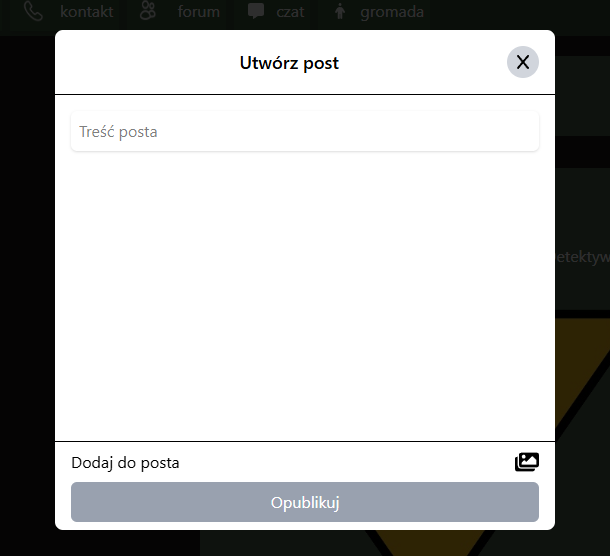 kontakt forum czat gromada
Utwórz post
X
Treść posta
Dodaj do posta
Opublikuj